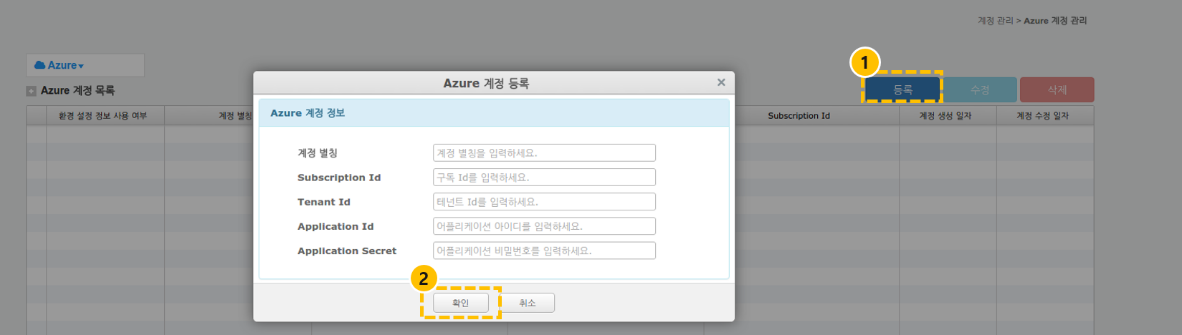 계정 관리 > Azure 계정 관리
1
Azure
Azure 계정 목록
등록 수정 삭제
환경 설정 정보 사용 여부 계정 별칭 Subscription Id 계정 생성 일자 계정 수정 일자
Azure 계정 등록 ×
Azure 계정 정보
계정 별칭 계정 별칭을 입력하세요.
Subscription Id 구독 Id를 입력하세요.
Tenant Id 테넌트 Id를 입력하세요.
Application Id 어플리케이션 아이디를 입력하세요.
Application Secret 어플리케이션 비밀번호를 입력하세요.
2
확인 취소